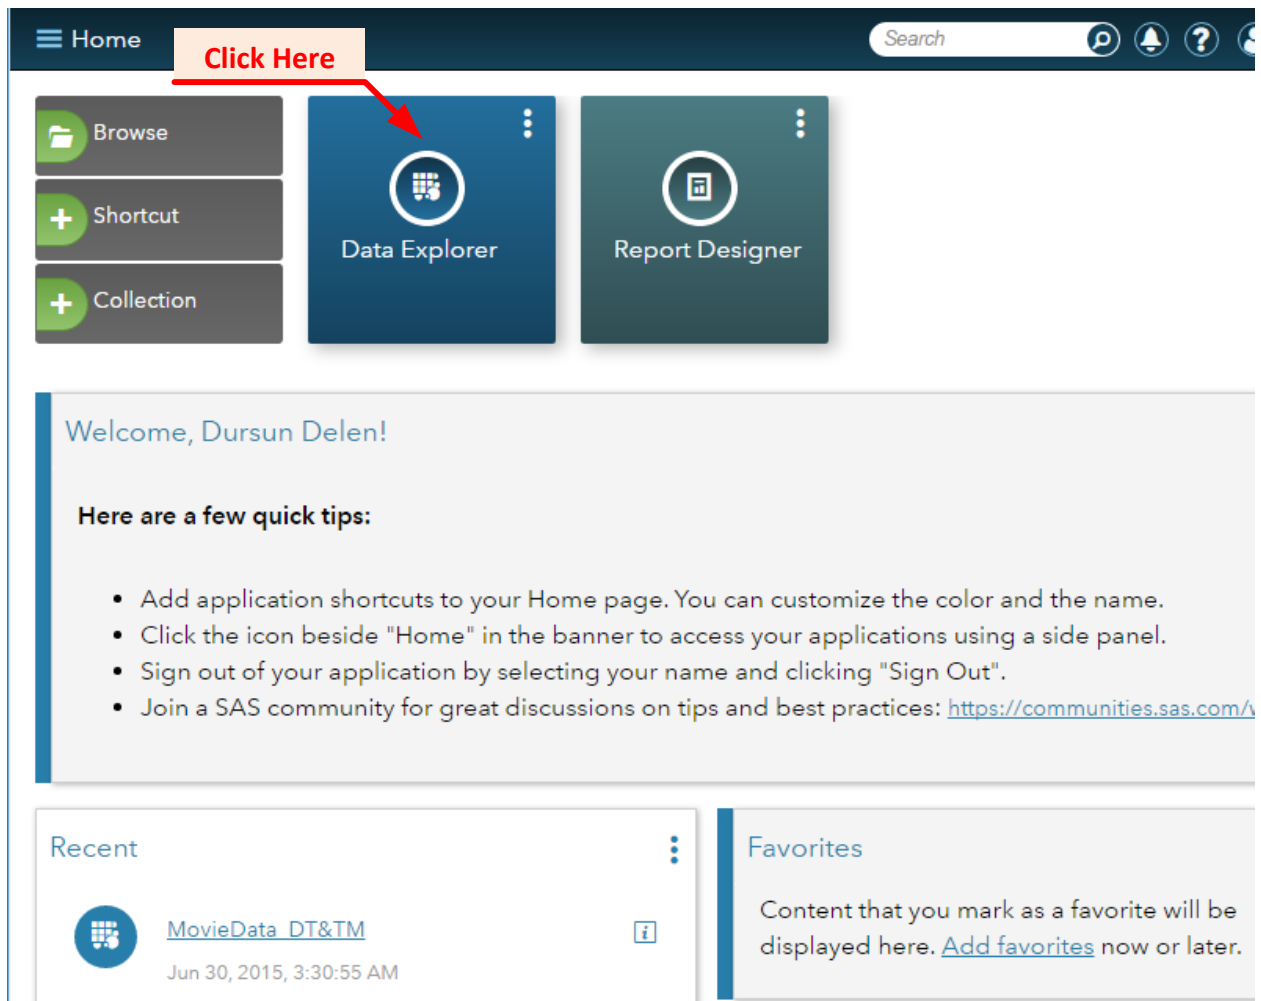 Home
Click Here
Search
Browse
Shortcut
Collection
Data Explorer
Report Designer
Welcome, Dursun Delen!
Here are a few quick tips:
• Add application shortcuts to your Home page. You can customize the color and the name.
• Click the icon beside "Home" in the banner to access your applications using a side panel.
• Sign out of your application by selecting your name and clicking "Sign Out".
• Join a SAS community for great discussions on tips and best practices: https://communities.sas.com/
Recent
MovieData_DT&TM
i
Jun 30, 2015, 3:30:55 AM
Favorites
Content that you mark as a favorite will be
displayed here. Add favorites now or later.